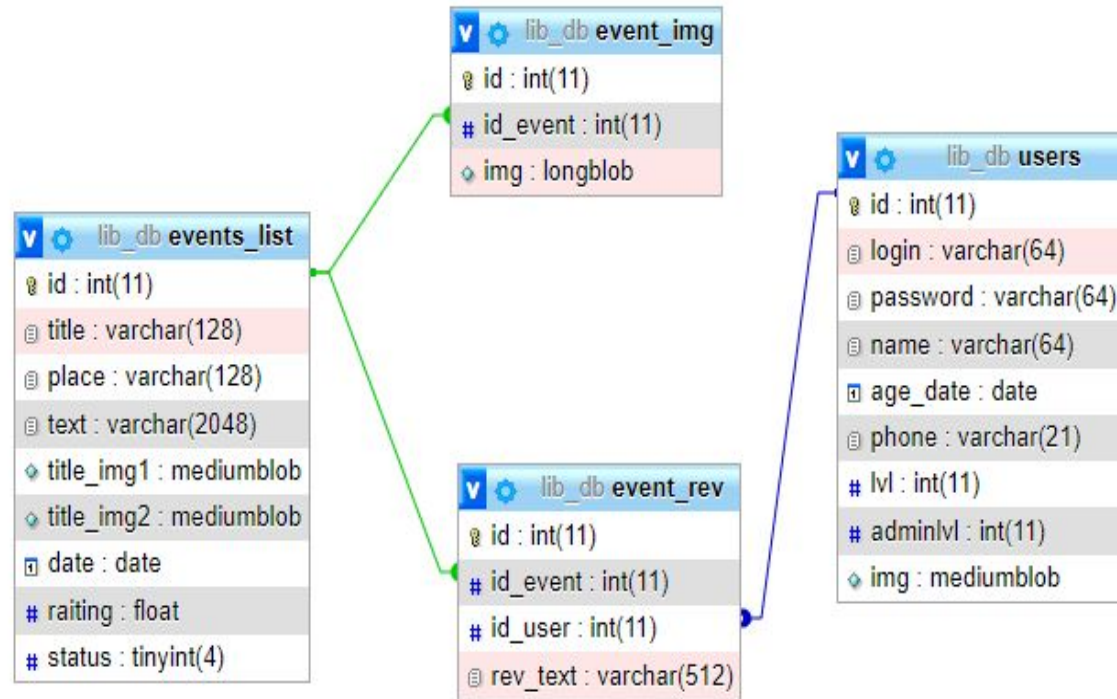 lib_db event_img
id : int(11)
# id_event : int(11)
img : longblob
lib_db users
id : int(11)
login : varchar(64)
password : varchar(64)
name : varchar(64)
age_date : date
phone : varchar(21)
# lvl : int(11)
# adminlvl : int(11)
img : mediumblob
lib_db events_list
id : int(11)
title : varchar(128)
place : varchar(128)
text : varchar(2048)
title_img1 : mediumblob
title_img2 : mediumblob
date : date
# raiting : float
# status : tinyint(4)
lib_db event_rev
id : int(11)
# id_event : int(11)
# id_user : int(11)
rev_text : varchar(512)